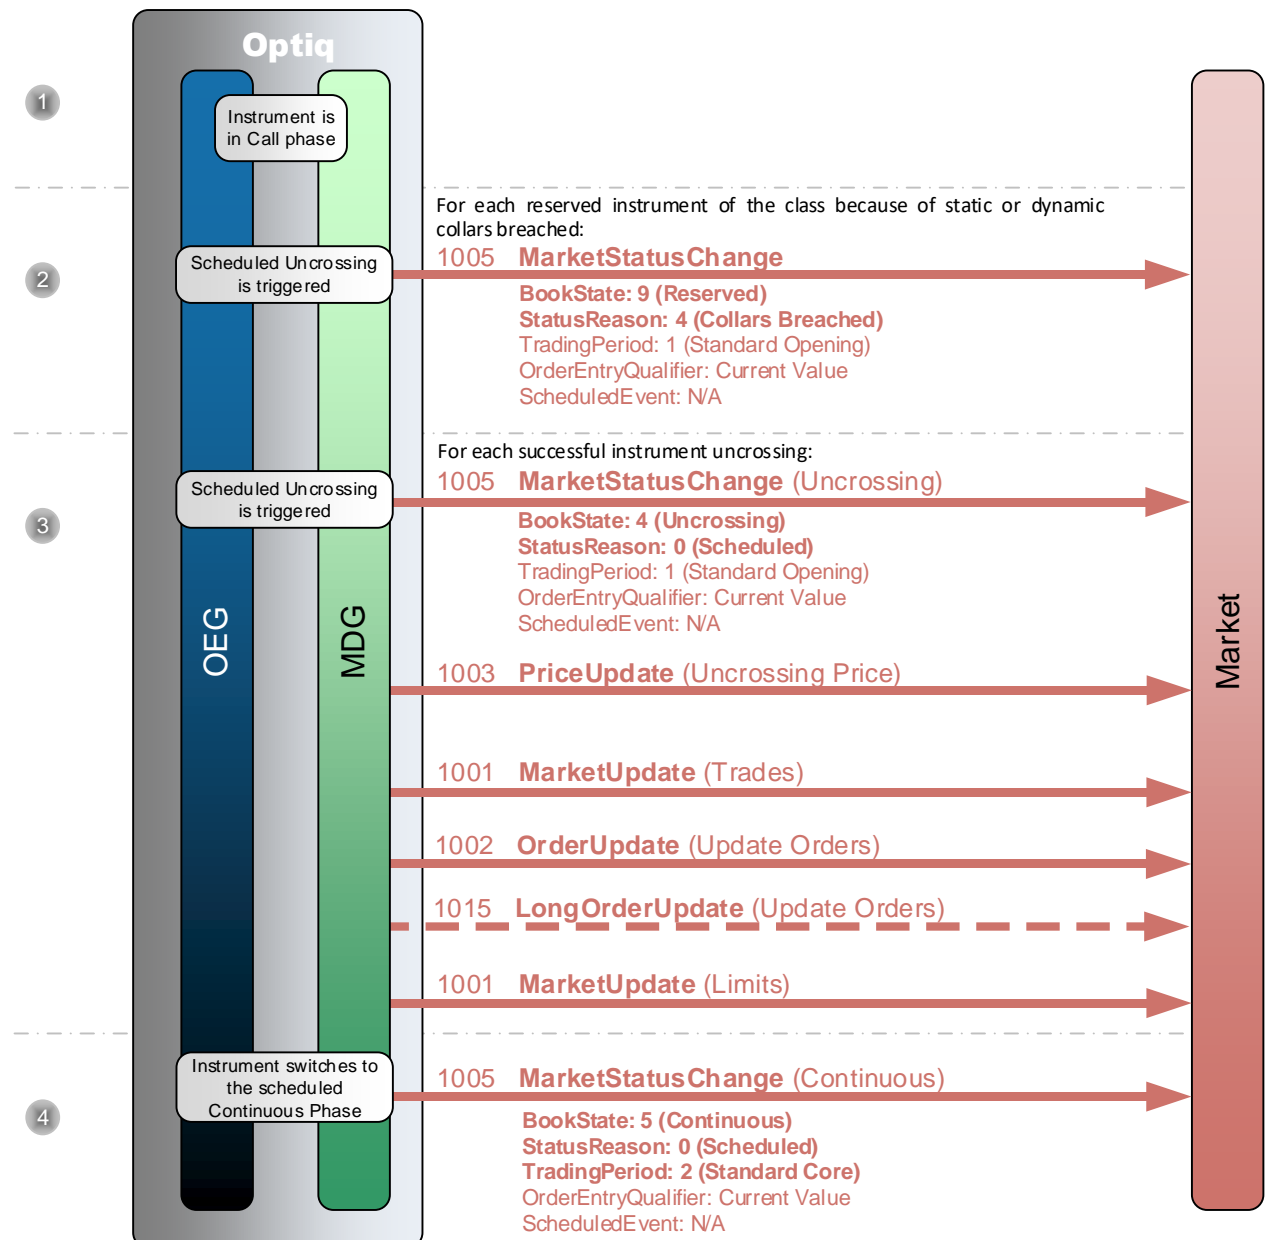 Optiq
1
Instrument is
in Call phase
For each reserved instrument of the class because of static or dynamic
collars breached:
1005 MarketStatusChange
Scheduled Uncrossing
is triggered
2
BookState: 9 (Reserved)
StatusReason: 4 (Collars Breached)
TradingPeriod: 1 (Standard Opening)
OrderEntryQualifier: Current Value
ScheduledEvent: N/A
For each successful instrument uncrossing:
1005 MarketStatusChange (Uncrossing)
Scheduled Uncrossing
is triggered
3
BookState: 4 (Uncrossing)
StatusReason: 0 (Scheduled)
TradingPeriod: 1 (Standard Opening)
OrderEntryQualifier: Current Value
ScheduledEvent: N/A
OEG
MDG
Market
1003 PriceUpdate (Uncrossing Price)
1001 MarketUpdate (Trades)
1002 OrderUpdate (Update Orders)
1015 LongOrderUpdate (Update Orders)
1001 MarketUpdate (Limits)
Instrument switches to
the scheduled
Continuous Phase
1005 MarketStatusChange (Continuous)
4
BookState: 5 (Continuous)
StatusReason: 0 (Scheduled)
TradingPeriod: 2 (Standard Core)
OrderEntryQualifier: Current Value
ScheduledEvent: N/A